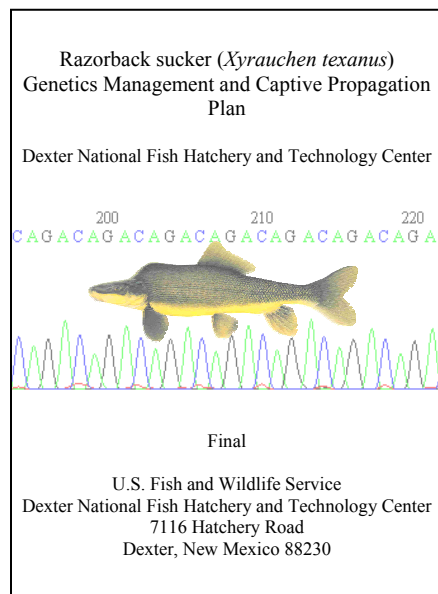 Razorback sucker (Xyrauchen texanus)
Genetics Management and Captive Propagation
Plan
Dexter National Fish Hatchery and Technology Center
200 210 220
CAGACAGACAGACAGACAGACAGACAGA
Final
U.S. Fish and Wildlife Service
Dexter National Fish Hatchery and Technology Center
7116 Hatchery Road
Dexter, New Mexico 88230